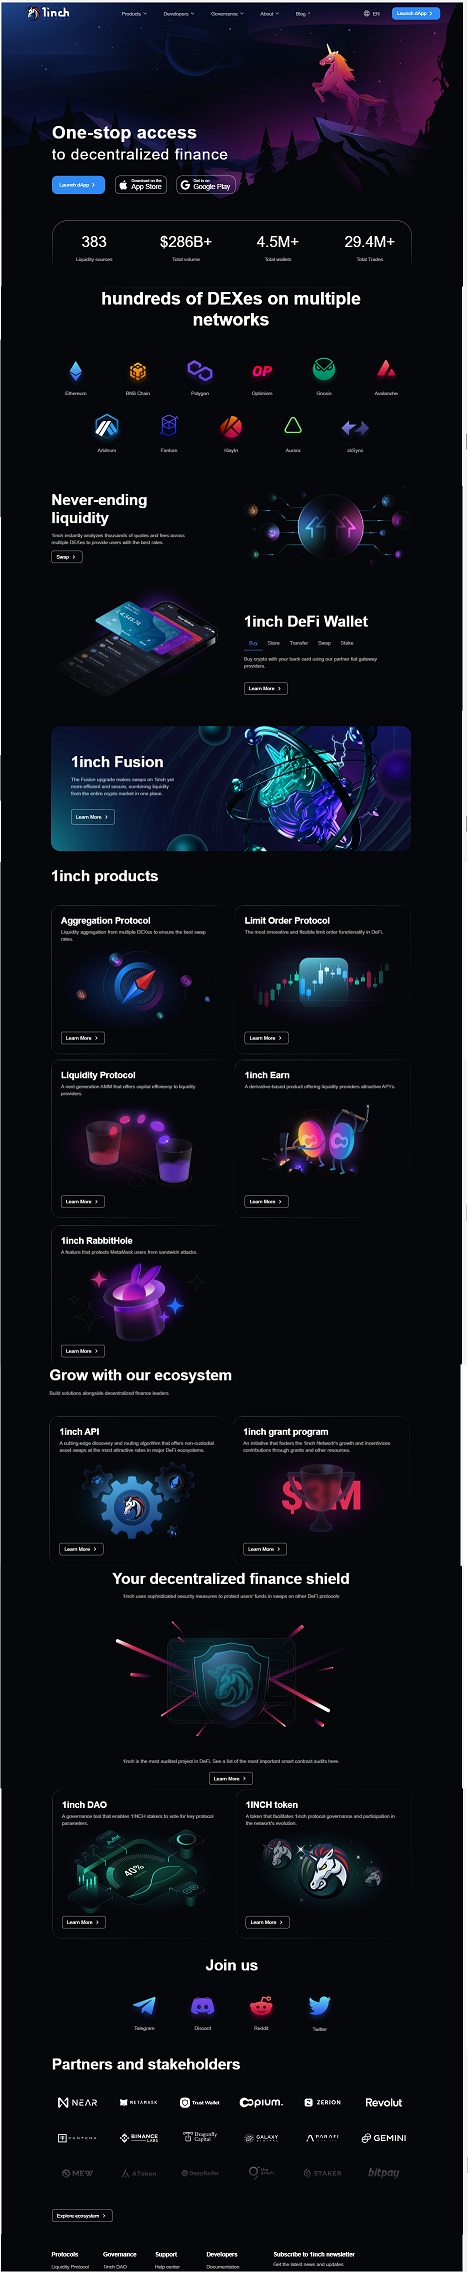 1inch
Products
Developers
Governance
About
Blog
EN
Launch dApp
One-stop access
to decentralized finance
Launch dApp
Download on the
App Store
Get it on
Google Play
383
$286B+
4.5M+
29.4M+
Liquidity sources
Total volume
Total wallets
Total Trades
hundreds of DEXes on multiple
networks
Ethereum
BNB Chain
Polygon
OP
Optimism
Gnosis
Avalanche
Arbitrum
Fantom
Klaytn
Aurora
zkSync
Never-ending
liquidity
1inch instantly analyzes thousands of quotes and fees across
multiple DEXes to provide users with the best rates.
Swap
1inch DeFi Wallet
Buy
Store
Transfer
Swap
Stake
Buy crypto with your bank card using our partner fiat gateway
providers.
Learn More
1inch Fusion
The Fusion upgrade makes swaps on 1inch yet
more efficient and secure, combining liquidity
from the entire crypto market in one place.
Learn More
1inch products
Aggregation Protocol
Liquidity aggregation from multiple DEXes to ensure the best swap
rates.
Learn More
Limit Order Protocol
The most innovative and flexible limit order functionality in DeFi.
Learn More
Liquidity Protocol
A next-generation AMM that offers capital efficiency to liquidity
providers.
Learn More
1inch Earn
A derivative-based product offering liquidity providers attractive APYs.
Learn More
1inch RabbitHole
A feature that protects MetaMask users from sandwich attacks.
Learn More
Grow with our ecosystem
Build solutions alongside decentralized finance leaders
1inch API
A cutting-edge discovery and routing algorithm that offers non-custodial
asset swaps at the most attractive rates in major DeFi ecosystems.
Learn More
1inch grant program
An initiative that fosters the 1inch Network's growth and incentivizes
contributions through grants and other resources.
$3M
Learn More
Your decentralized finance shield
1inch uses sophisticated security measures to protect users' funds in swaps on other DeFi protocols
1inch is the most audited project in DeFi. See a list of the most important smart contract audits here.
Learn More
1inch DAO
A governance tool that enables 1INCH stakers to vote for key protocol
parameters.
40%
Learn More
1INCH token
A token that facilitates 1inch protocol governance and participation in
the network's evolution.
Learn More
Join us
Telegram
Discord
Reddit
Twitter
Partners and stakeholders
NEAR
METAMASK
Trust Wallet
opium.
ZERION
Revolut
PANTERA
BINANCE
LABS
Dragonfly
Capital
GALAXY
DIGITAL
PARAFI
GEMINI
MEW
AToken
DappRadar
the
graph
STAKER
bitpay
Explore ecosystem
Protocols
Governance
Support
Developers
Subscribe to 1inch newsletter
Liquidity Protocol
1inch DAO
Help center
Documentation
Get the latest news and updates